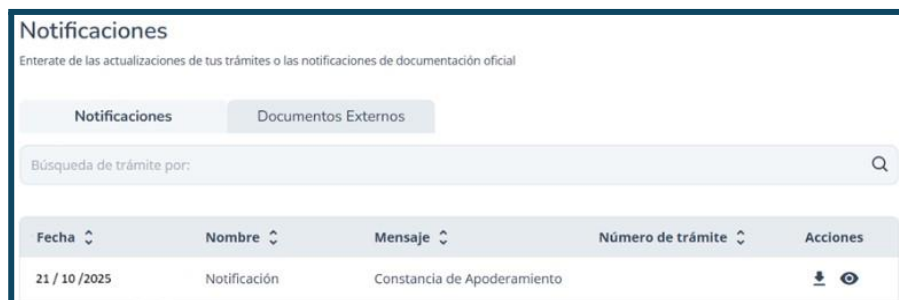 Notificaciones
Enterate de las actualizaciones de tus trámites o las notificaciones de documentación oficial
Notificaciones Documentos Externos
Búsqueda de trámite por:
Fecha Nombre Mensaje Número de trámite Acciones
21 / 10 /2025 Notificación Constancia de Apoderamiento